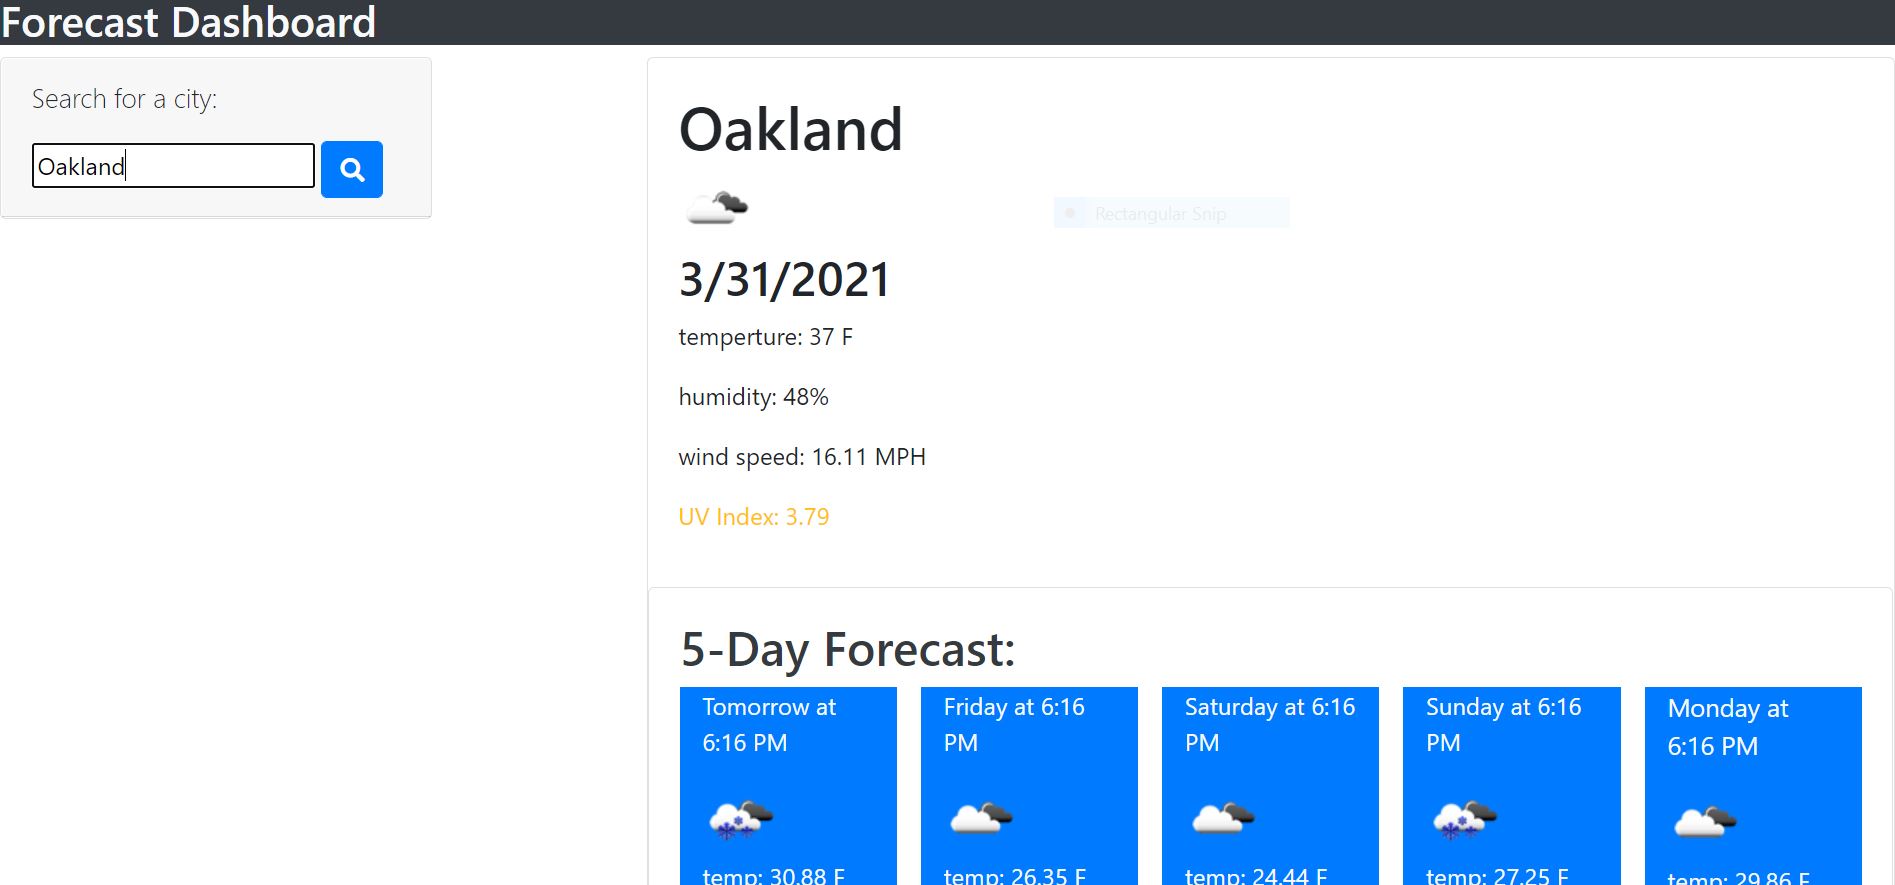 Forecast Dashboard
Search for a city:
Oakland
Oakland
Rectangular Snip
3/31/2021
temperture: 37 F
humidity: 48%
wind speed: 16.11 MPH
UV Index: 3.79
5-Day Forecast:
Tomorrow at
6:16 PM
temp: 30.88 F
Friday at 6:16
PM
temp: 26.35 F
Saturday at 6:16
PM
temp: 24.44 F
Sunday at 6:16
PM
temp: 27.25 F
Monday at
6:16 PM
temp: 29.86 F